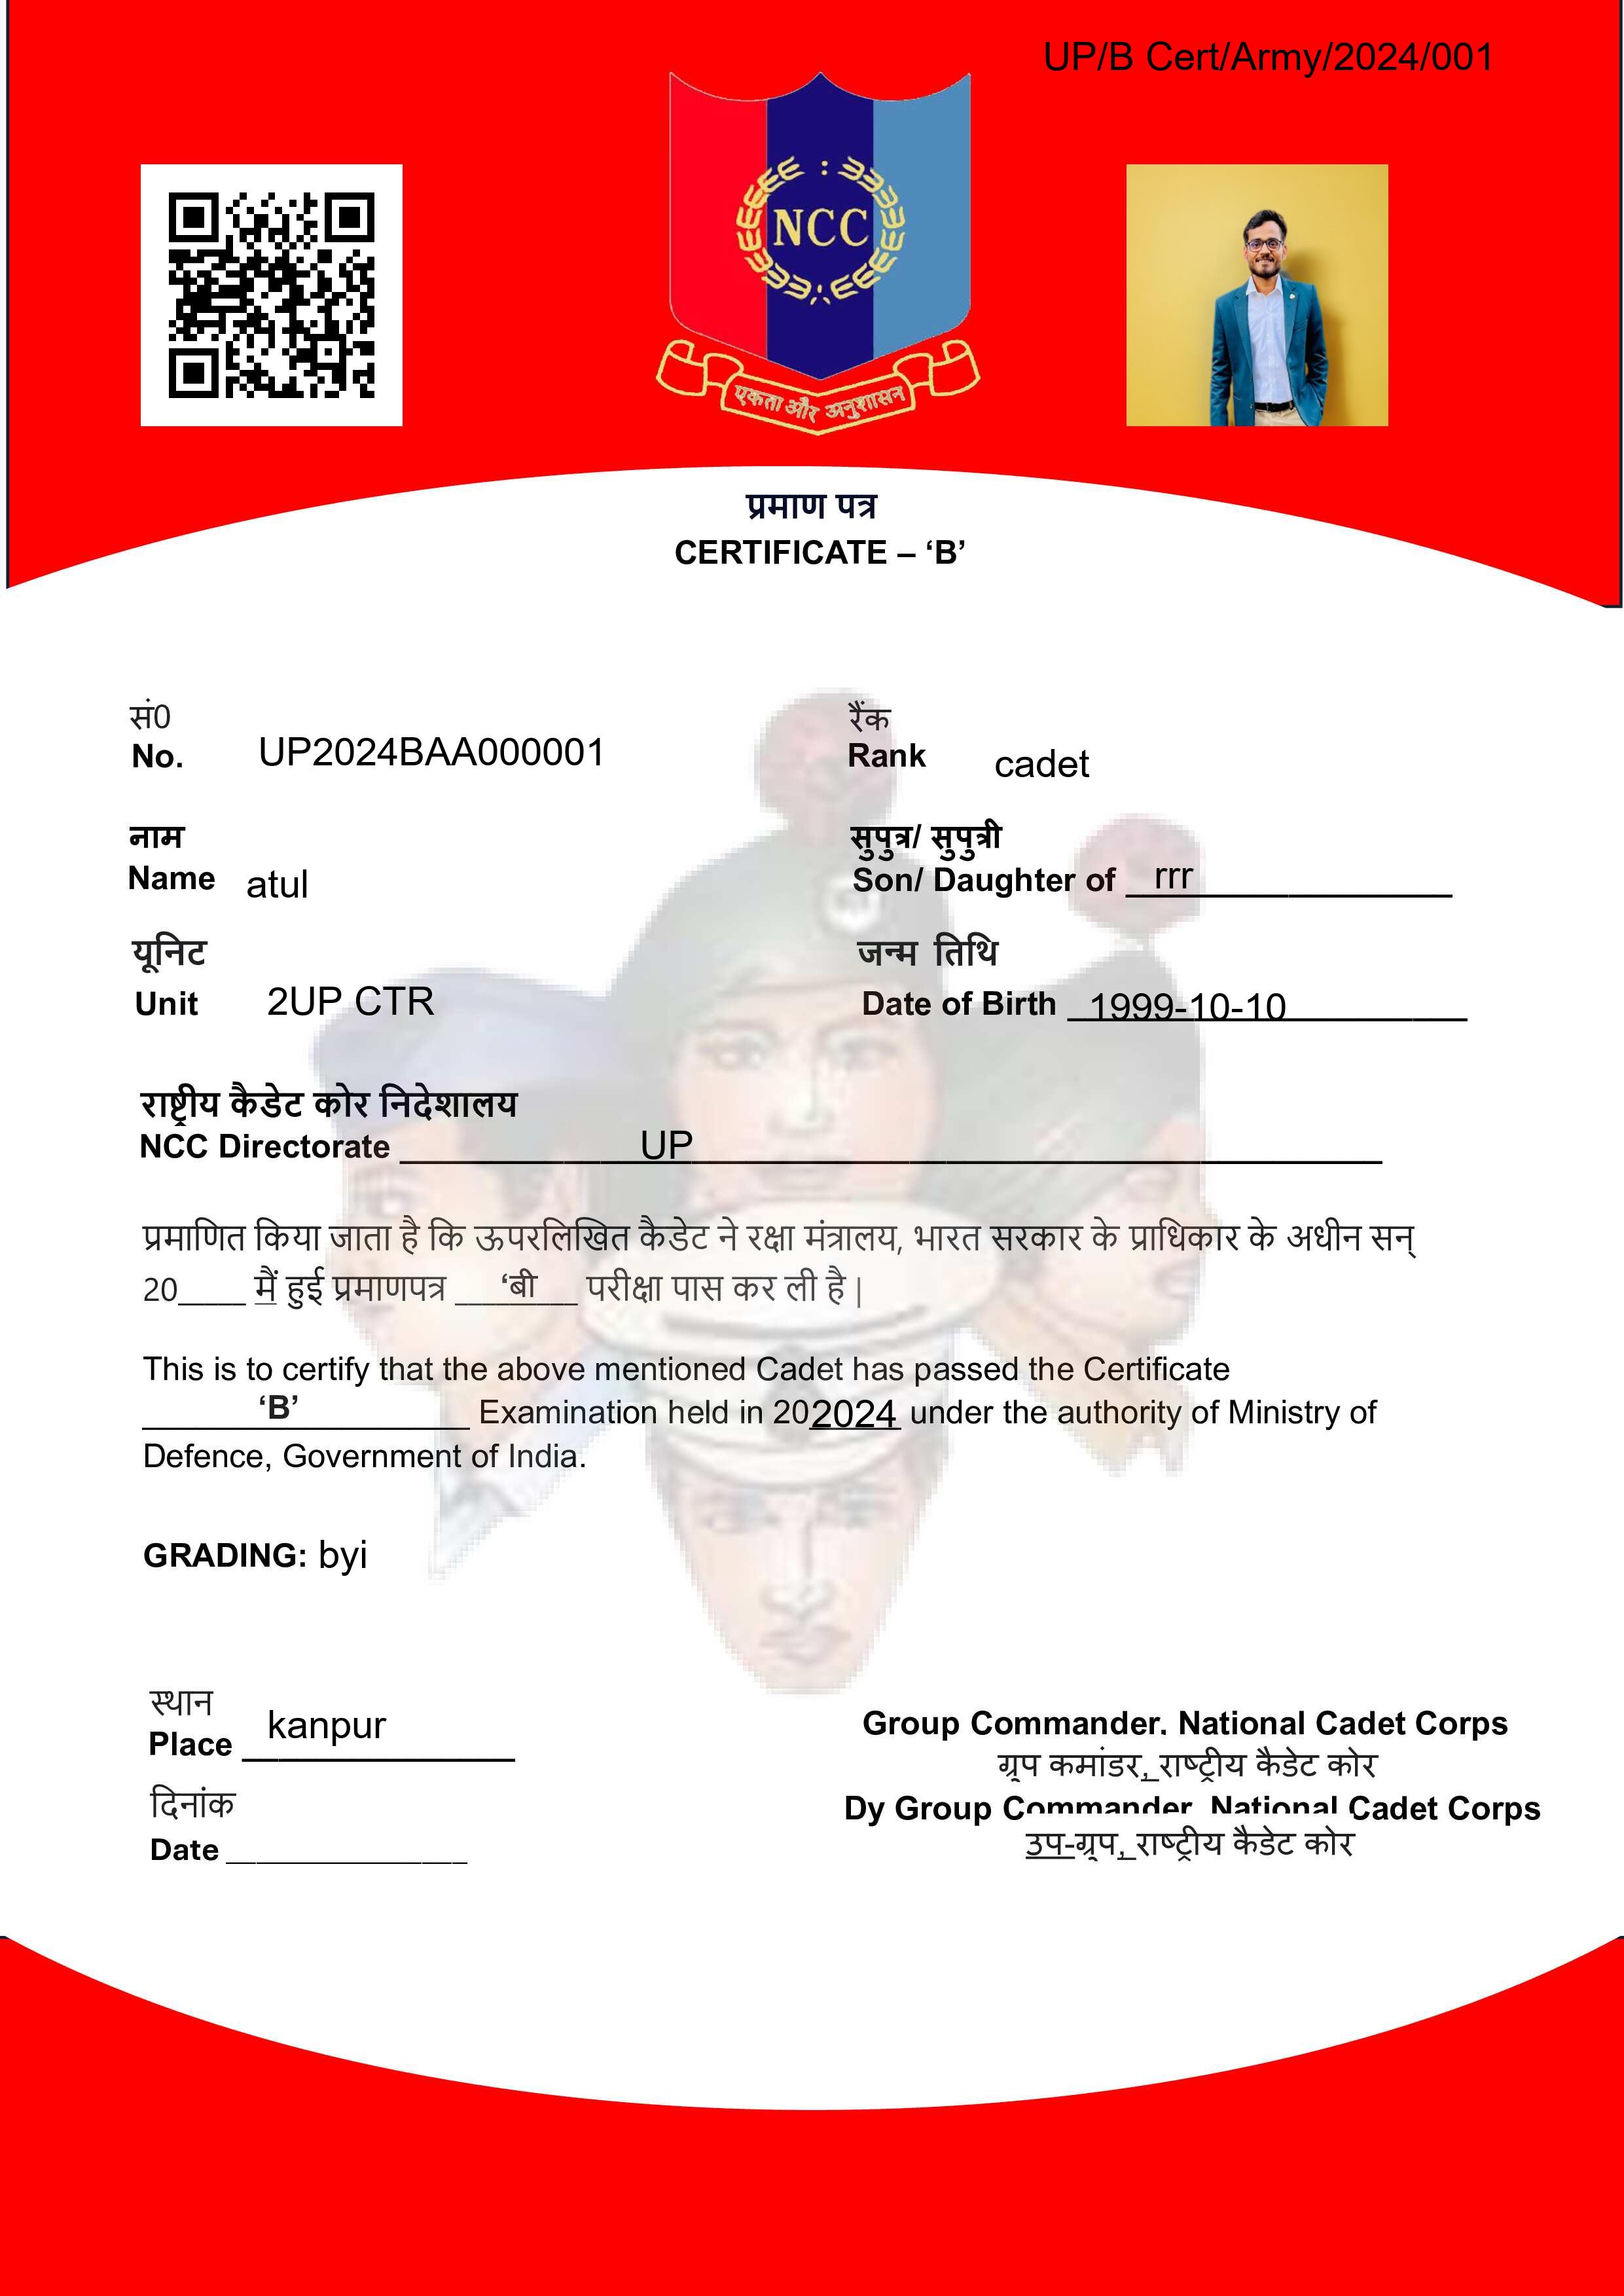 UP/B Cert/Army/2024/001
NCC
एकता और अनुशासन
प्रमाण पत्र
CERTIFICATE – ‘B’
सं0
No. UP2024BAA000001
रैंक
Rank cadet
नाम
Name atul
सुपुत्र/ सुपुत्री
Son/ Daughter of rrr
यूनिट
Unit 2UP CTR
जन्म तिथि
Date of Birth 1999-10-10
राष्ट्रीय कैडेट कोर निदेशालय
NCC Directorate UP
प्रमाणित किया जाता है कि ऊपरलिखित कैडेट ने रक्षा मंत्रालय, भारत सरकार के प्राधिकार के अधीन सन्
20____ मैं हुई प्रमाणपत्र ‘बी परीक्षा पास कर ली है |
This is to certify that the above mentioned Cadet has passed the Certificate
‘B’ Examination held in 202024 under the authority of Ministry of
Defence, Government of India.
GRADING: byi
स्थान
Place kanpur
दिनांक
Date
Group Commander, National Cadet Corps
ग्रुप कमांडर, राष्ट्रीय कैडेट कोर
Dy Group Commander, National Cadet Corps
उप-ग्रुप, राष्ट्रीय कैडेट कोर